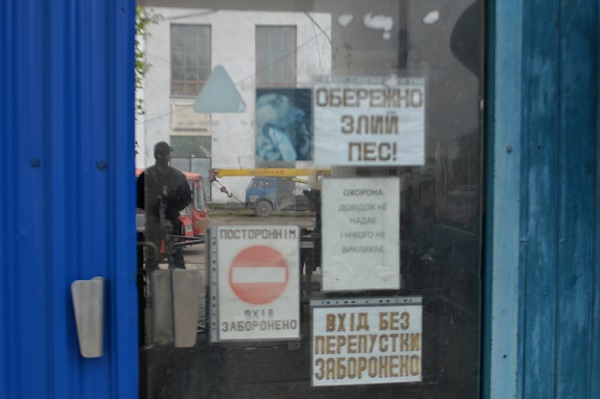 ОБЕРЕЖНО
ЗЛИЙ
ПЕС!
ОХОРОНА
ДОВІДОК НЕ
НАДАЄ
І НІКОГО НЕ
ВИКЛИКАЄ
ПОСТОРОННІМ
ВХІД
ЗАБОРОНЕНО
ВХІД БЕЗ
ПЕРЕПУСТКИ
ЗАБОРОНЕНО